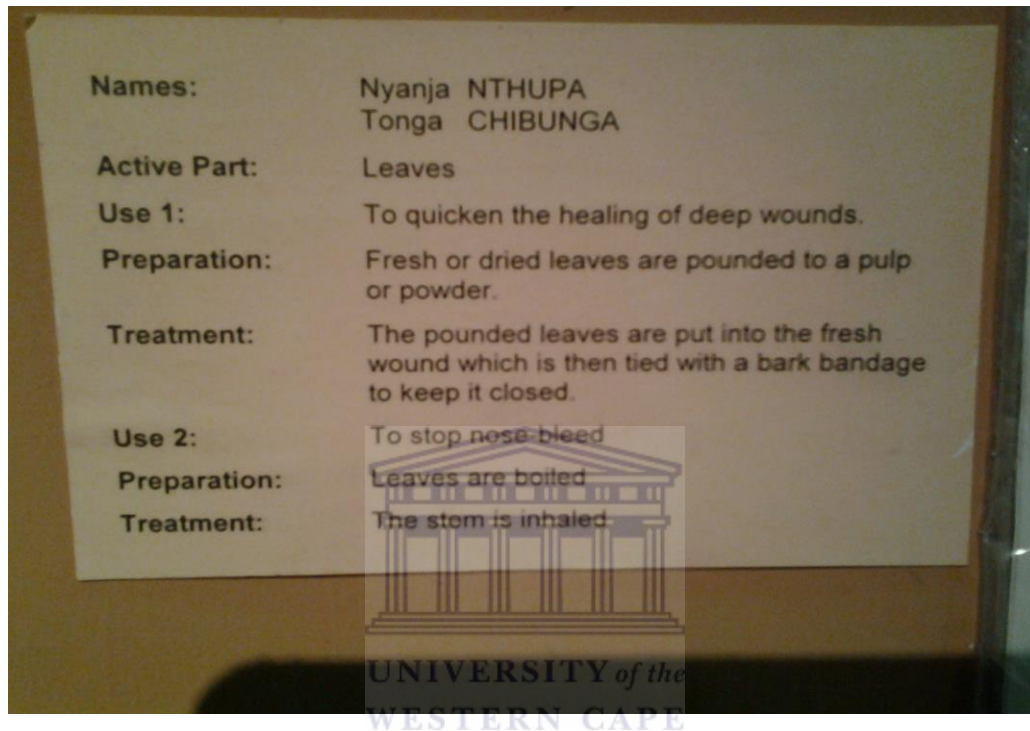 Names: Nyanja NTHUPA
Tonga CHIBUNGA
Active Part: Leaves
Use 1: To quicken the healing of deep wounds.
Preparation: Fresh or dried leaves are pounded to a pulp
or powder.
Treatment: The pounded leaves are put into the fresh
wound which is then tied with a bark bandage
to keep it closed.
Use 2: To stop nose-bleed
Preparation: Leaves are boiled
Treatment: The stem is inhaled
UNIVERSITY of the
WESTERN CAPE